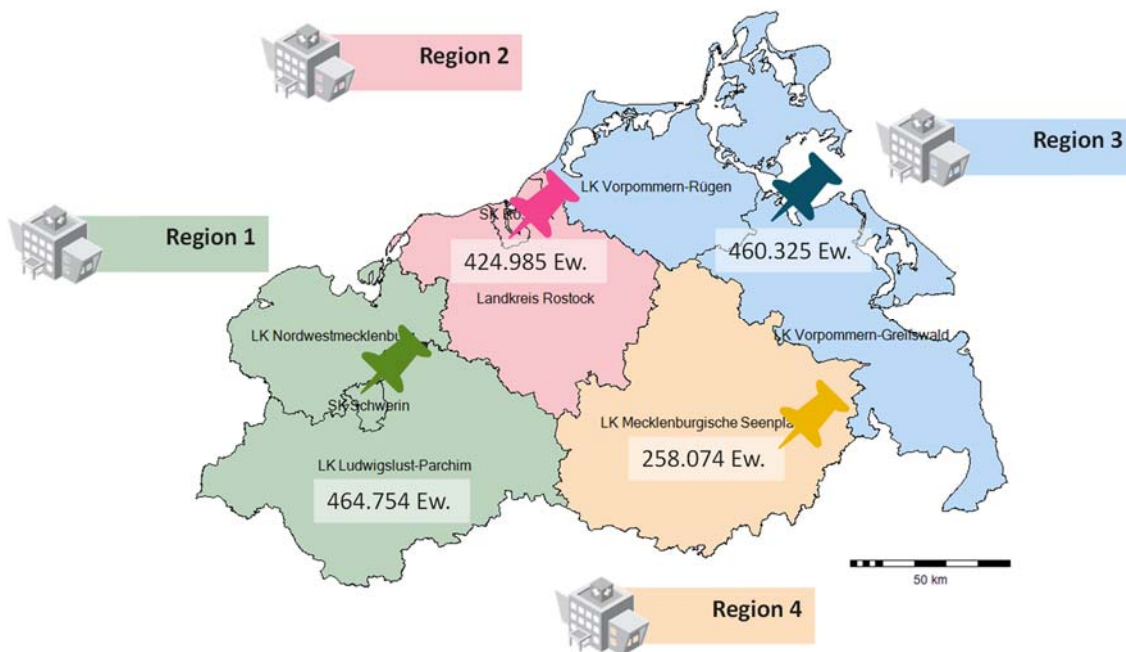 Region 2
Region 3
LK Vorpommern-Rügen
SK
Region 1
424.985 Ew.
460.325 Ew.
Landkreis Rostock
LK Nordwestmecklenburg
LK Vorpommern-Greifswald
SK Schwerin
LK Mecklenburgische
258.074 Ew.
LK Ludwigslust-Parchim
464.754 Ew.
50 km
Region 4